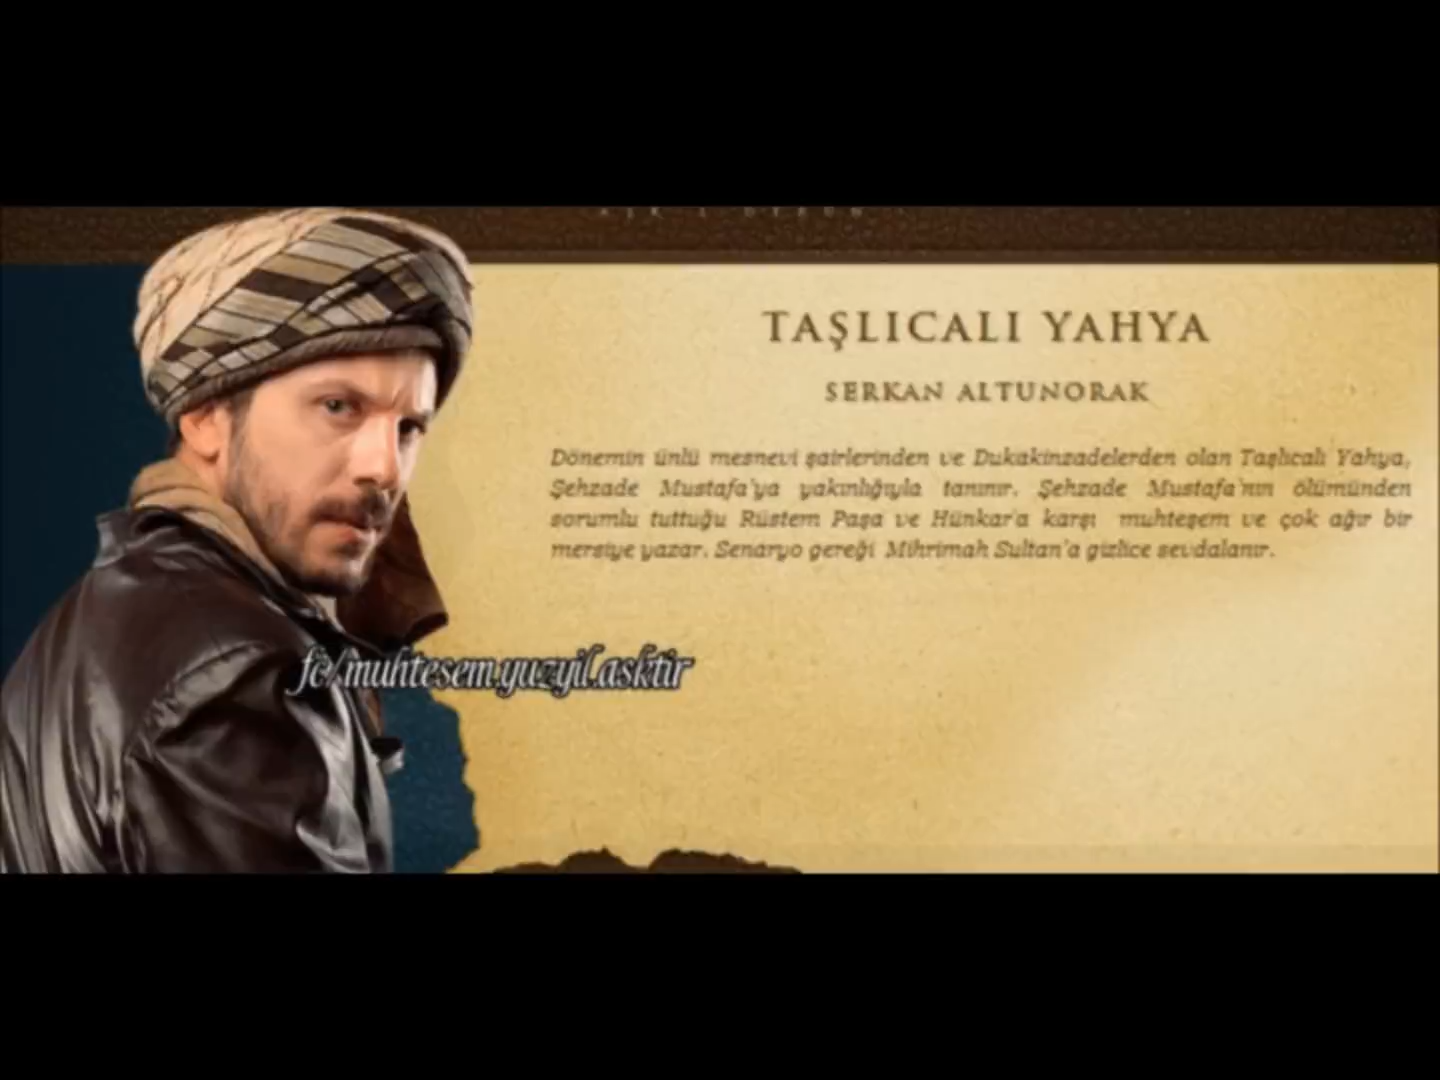 TAŞLICALI YAHYA
SERKAN ALTUNORAK
Dönemin ünlü mesnevi şairlerinden ve Dukakinzadelerden olan Taşlıcalı Yahya,
Şehzade Mustafa'ya yakınlığıyla tanınır. Şehzade Mustafa'nın ölümünden
sorumlu tuttuğu Rüstem Paşa ve Hünkar'a karşı muhteşem ve çok ağır bir
mersiye yazar. Senaryo gereği Mihrimah Sultan'a gizlice sevdalanır.
fc/muhtesem.yuzyil.asktir